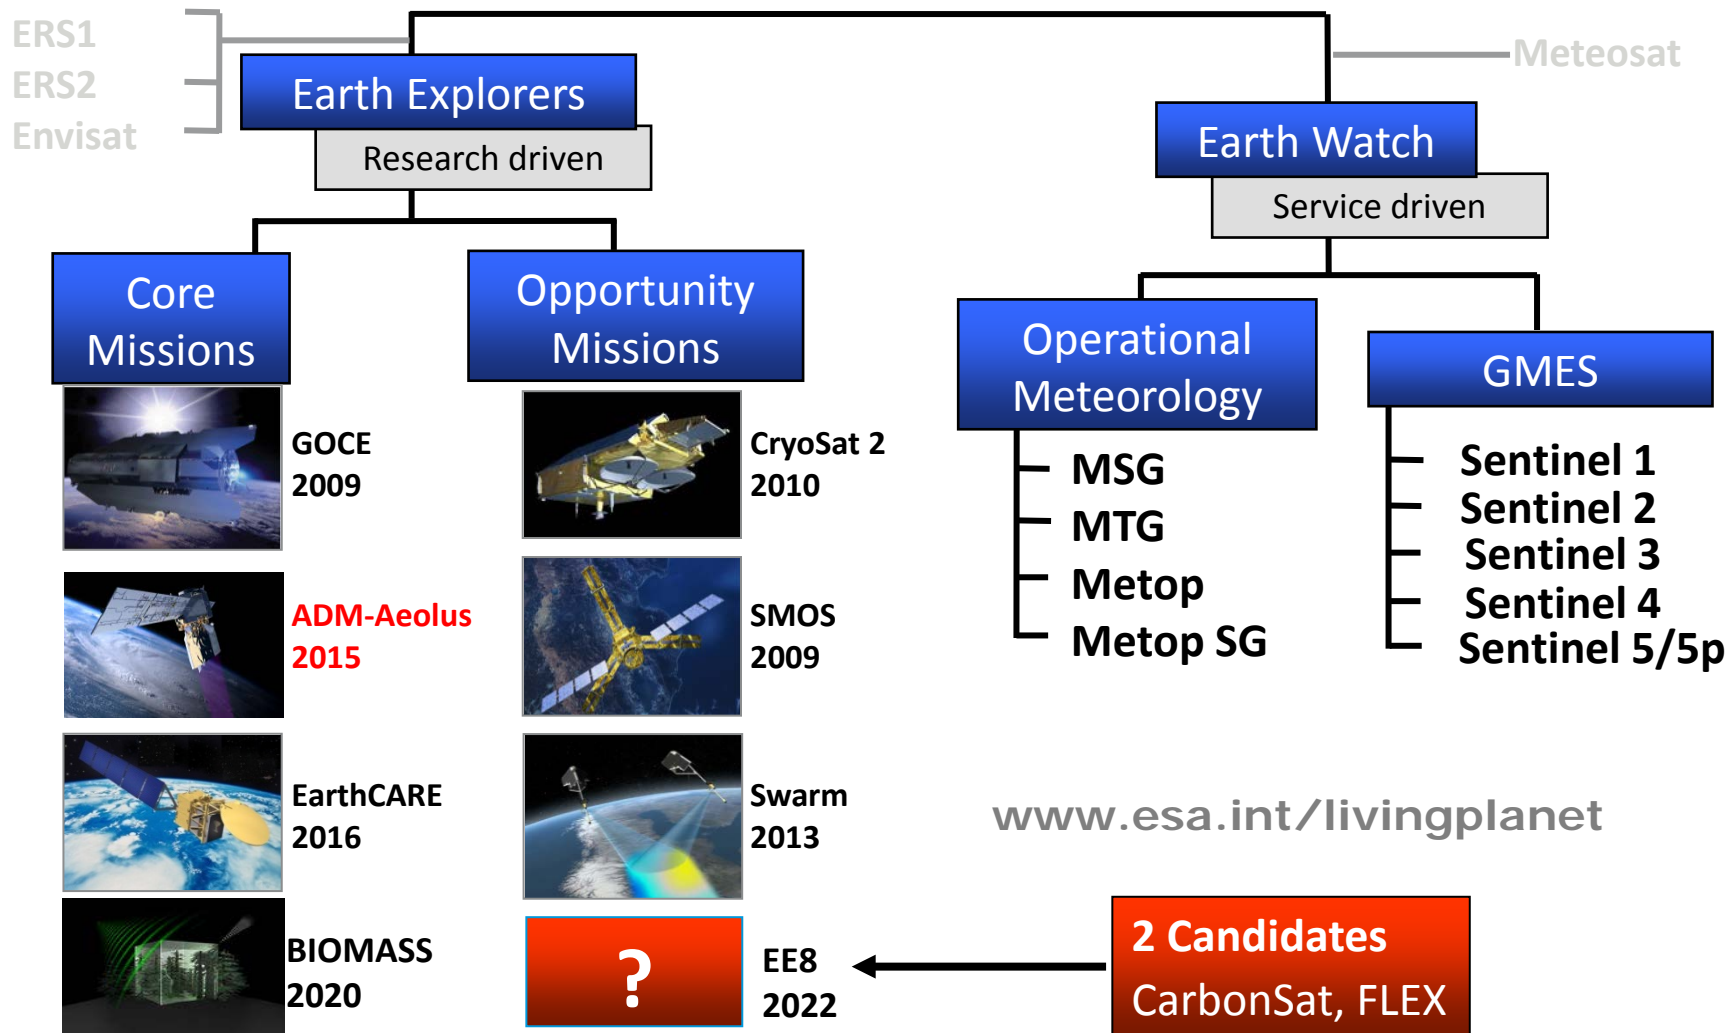 ERS1
ERS2
Envisat
Earth Explorers
Research driven
Meteosat
Earth Watch
Service driven
Core
Missions
Opportunity
Missions
Operational
Meteorology
GMES
GOCE
2009
ADM-Aeolus
2015
EarthCARE
2016
BIOMASS
2020
CryoSat 2
2010
SMOS
2009
Swarm
2013
?
EE8
2022
MSG
MTG
Metop
Metop SG
Sentinel 1
Sentinel 2
Sentinel 3
Sentinel 4
Sentinel 5/5p
www.esa.int/livingplanet
2 Candidates
CarbonSat, FLEX